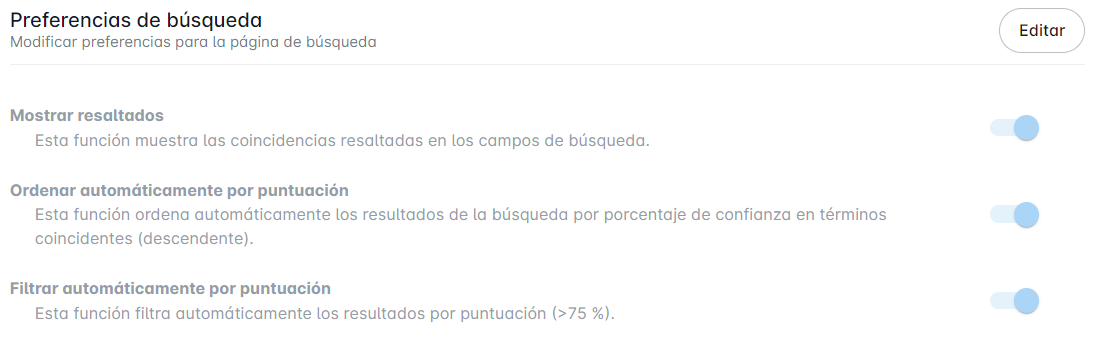 Preferencias de búsqueda
Modificar preferencias para la página de búsqueda
Editar
Mostrar resaltados
Esta función muestra las coincidencias resaltadas en los campos de búsqueda.
Ordenar automáticamente por puntuación
Esta función ordena automáticamente los resultados de la búsqueda por porcentaje de confianza en términos
coincidentes (descendente).
Filtrar automáticamente por puntuación
Esta función filtra automáticamente los resultados por puntuación (>75 %).